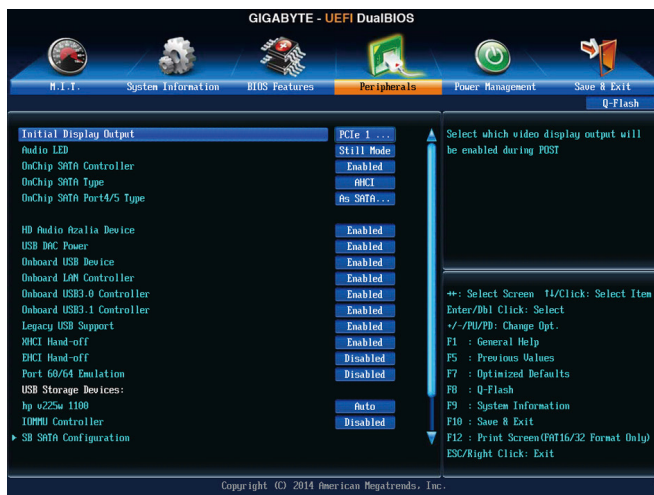 GIGABYTE - UEFI DualBIOS
M.I.T. System Information BIOS Features Peripherals Power Management Save & Exit
Q-Flash
Initial Display Output PCIe 1 ...
Audio LED Still Mode
OnChip SATA Controller Enabled
OnChip SATA Type AHCI
OnChip SATA Port4/5 Type As SATA...
HD Audio Azalia Device Enabled
USB DAC Power Enabled
Onboard USB Device Enabled
Onboard LAN Controller Enabled
Onboard USB3.0 Controller Enabled
Onboard USB3.1 Controller Enabled
Legacy USB Support Enabled
XHCI Hand-off Enabled
EHCI Hand-off Disabled
Port 60/64 Emulation Disabled
USB Storage Devices:
hp v225w 1100 Auto
IOMMU Controller Disabled
SB SATA Configuration
Select which video display output will
be enabled during POST
↔: Select Screen ↑↓/Click: Select Item
Enter/Dbl Click: Select
+/-/PU/PD: Change Opt.
F1 : General Help
F5 : Previous Values
F7 : Optimized Defaults
F8 : Q-Flash
F9 : System Information
F10 : Save & Exit
F12 : Print Screen(FAT16/32 Format Only)
ESC/Right Click: Exit
Copyright (C) 2014 American Megatrends, Inc.